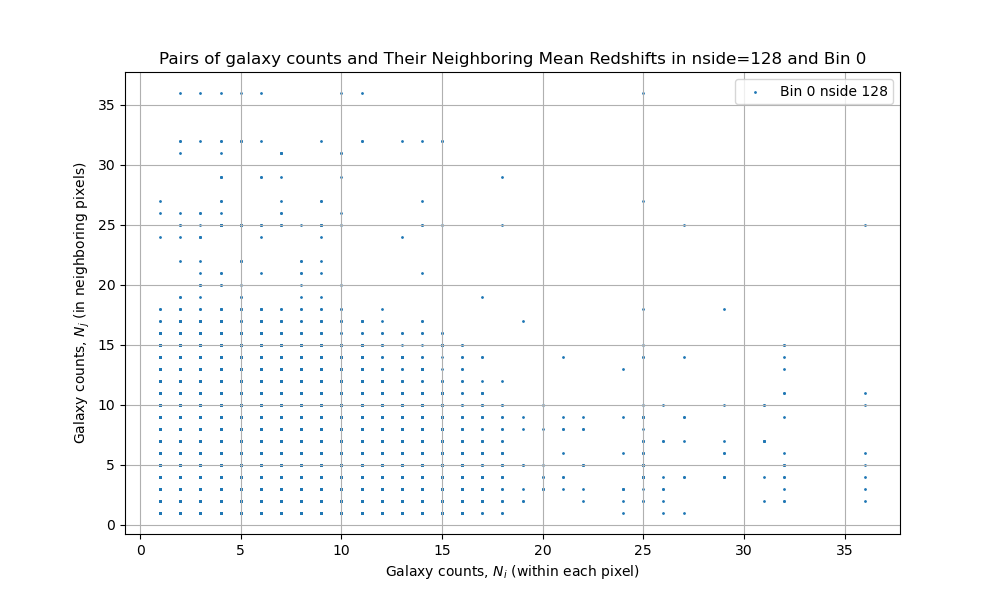 Pairs of galaxy counts and Their Neighboring Mean Redshifts in nside=128 and Bin 0
Bin 0 nside 128
Galaxy counts, N_j (in neighboring pixels)
35
30
25
20
15
10
5
0
0 5 10 15 20 25 30 35
Galaxy counts, N_i (within each pixel)